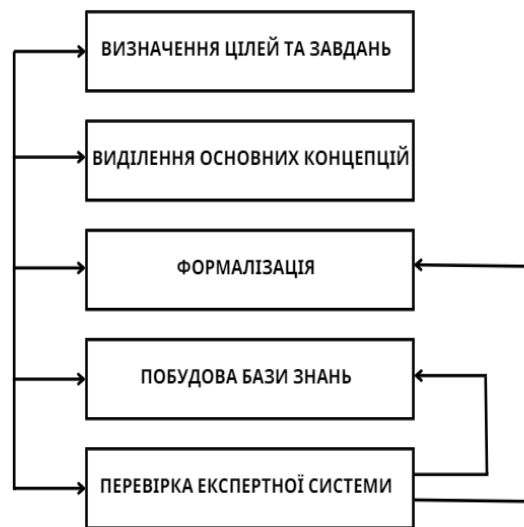 ВИЗНАЧЕННЯ ЦІЛЕЙ ТА ЗАВДАНЬ
ВИДІЛЕННЯ ОСНОВНИХ КОНЦЕПЦІЙ
ФОРМАЛІЗАЦІЯ
ПОБУДОВА БАЗИ ЗНАНЬ
ПЕРЕВІРКА ЕКСПЕРТНОЇ СИСТЕМИ